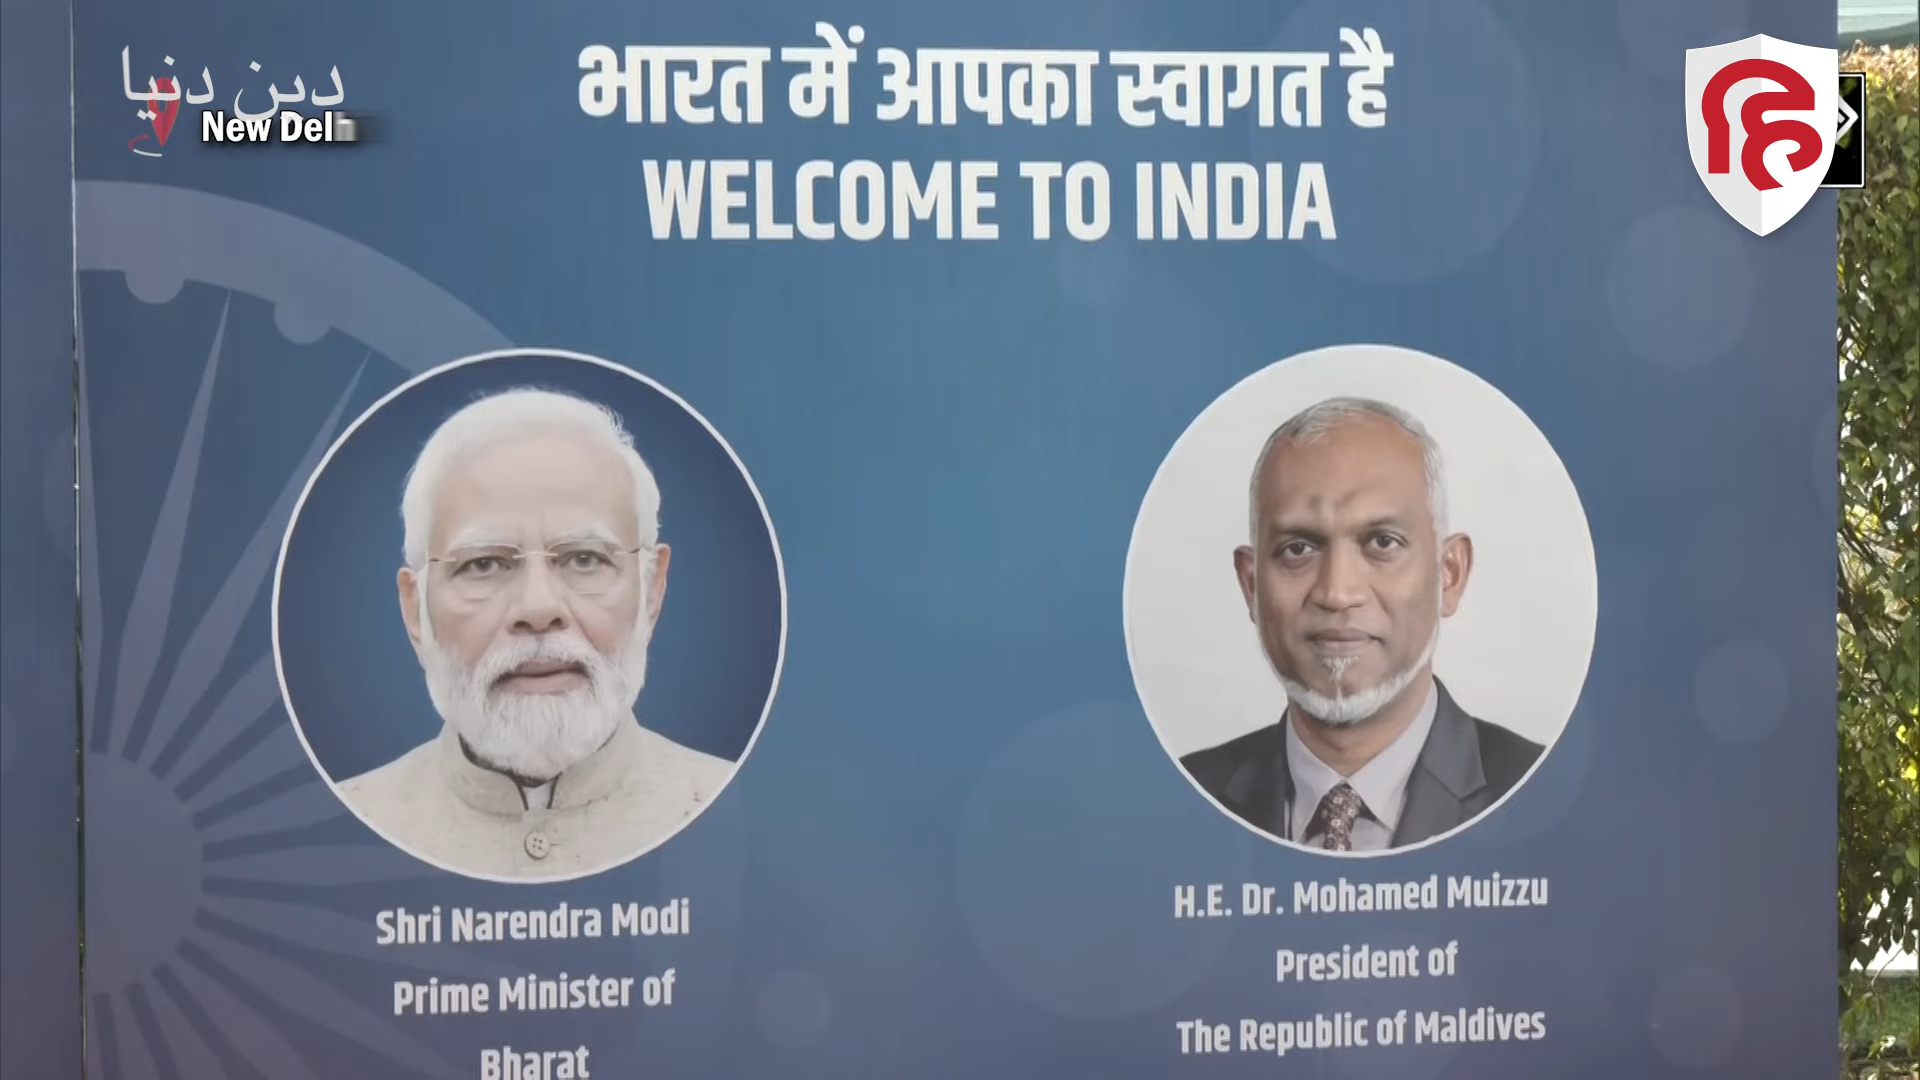 دین دنیا
New Delh
भारत में आपका स्वागत है
WELCOME TO INDIA
हि
Shri Narendra Modi
Prime Minister of
Bharat
H.E. Dr. Mohamed Muizzu
President of
The Republic of Maldives